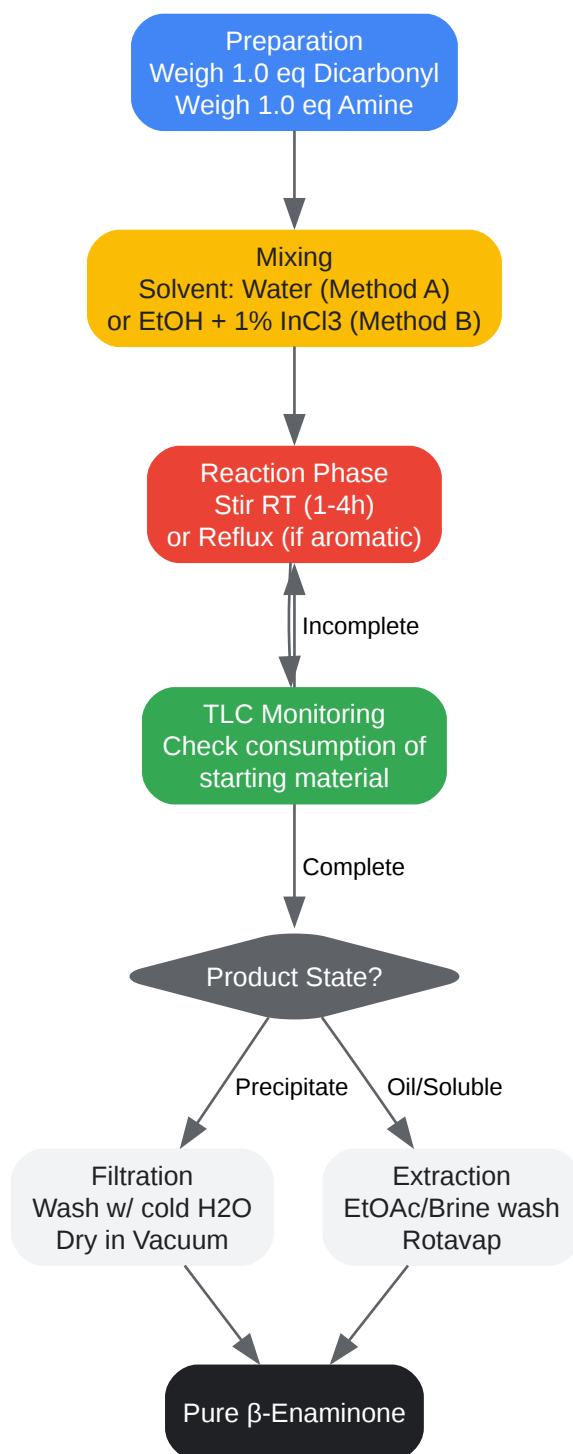 Preparation
Weigh 1.0 eq Dicarbonyl
Weigh 1.0 eq Amine
Mixing
Solvent: Water (Method A)
or EtOH + 1% InCl3 (Method B)
Reaction Phase
Stir RT (1-4h)
or Reflux (if aromatic)
Incomplete
TLC Monitoring
Check consumption of
starting material
Complete
Product State?
Precipitate
Oil/Soluble
Filtration
Wash w/ cold H2O
Dry in Vacuum
Extraction
EtOAc/Brine wash
Rotavap
Pure β-Enaminone